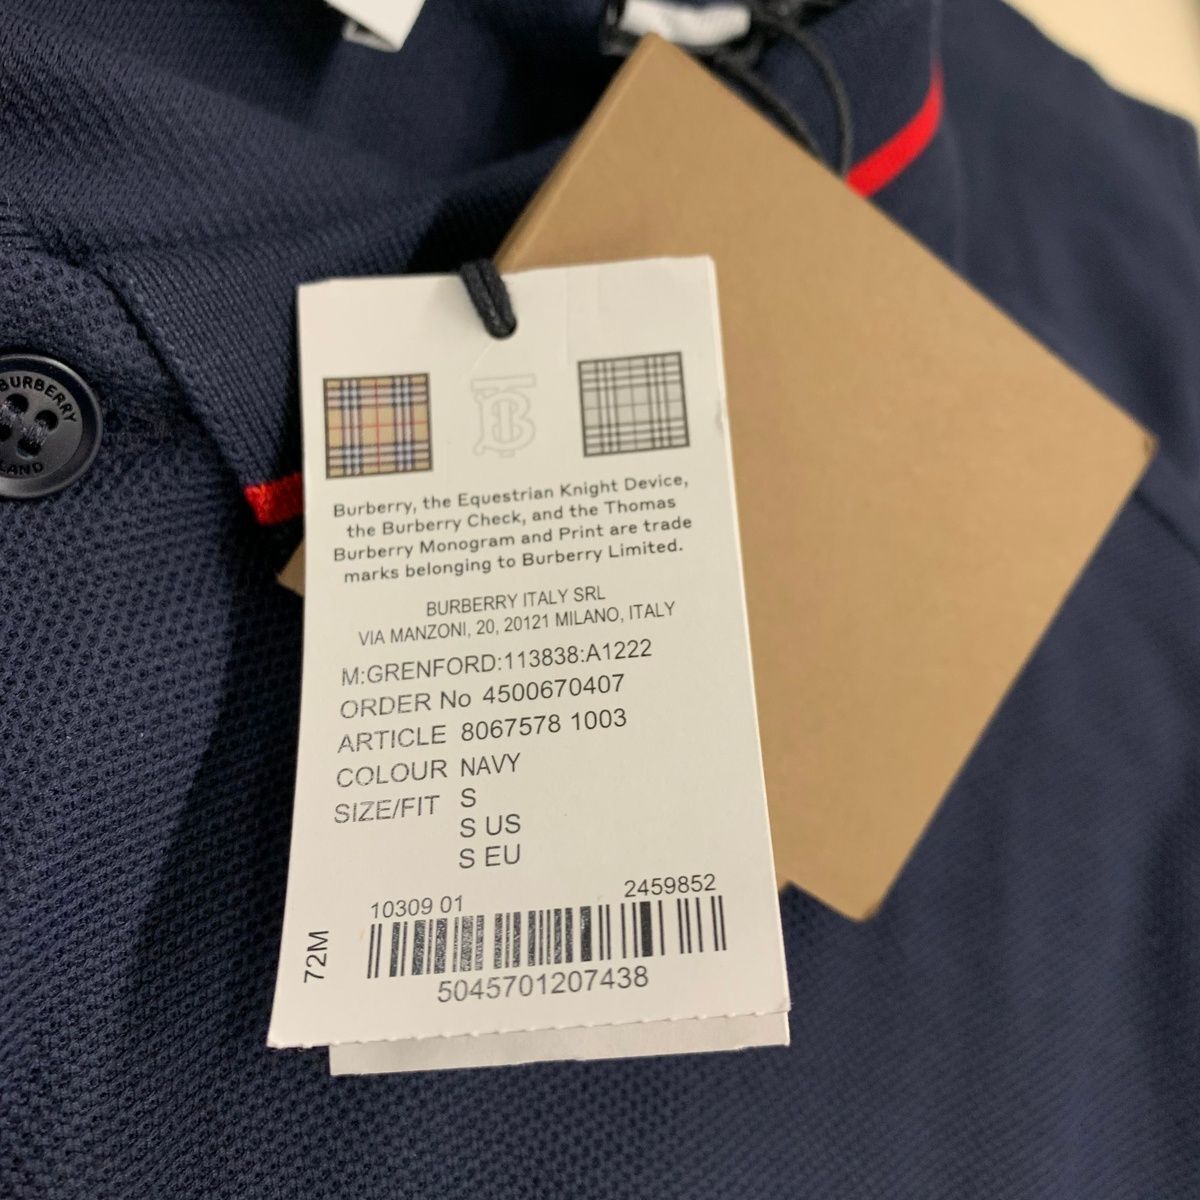 BURBERRY
Burberry, the Equestrian Knight Device,
the Burberry Check, and the Thomas
Burberry Monogram and Print are trade
marks belonging to Burberry Limited.
BURBERRY ITALY SRL
VIA MANZONI, 20, 20121 MILANO, ITALY
M:GRENFORD:113838:A1222
ORDER No 4500670407
ARTICLE 8067578 1003
COLOUR NAVY
SIZE/FIT S
S US
S EU
10309 01 2459852
72M
5045701207438